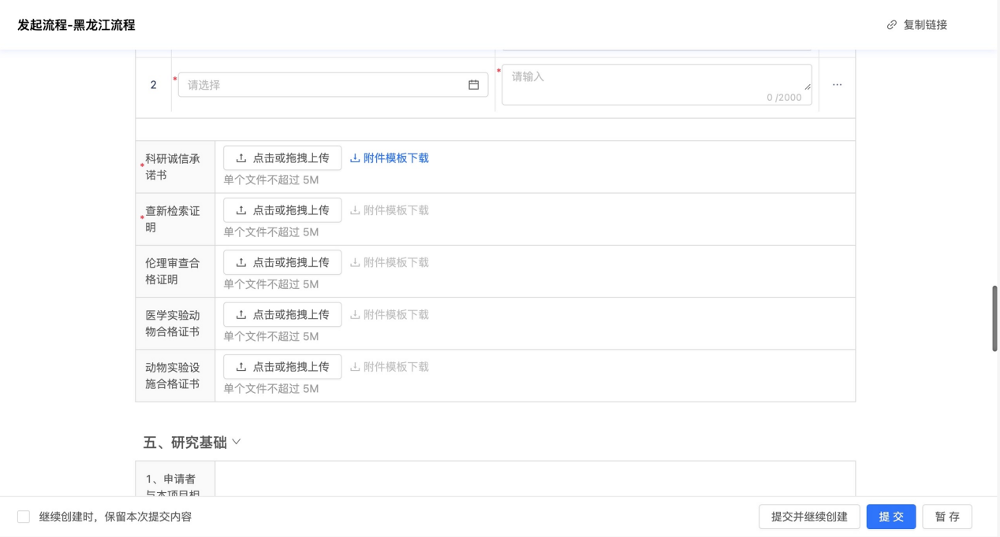 发起流程-黑龙江流程
复制链接
2
* 请选择
* 请输入
0 /2000
...
* 科研诚信承
诺书
点击或拖拽上传
附件模板下载
单个文件不超过 5M
* 查新检索证
明
点击或拖拽上传
附件模板下载
单个文件不超过 5M
伦理审查合
格证明
点击或拖拽上传
附件模板下载
单个文件不超过 5M
医学实验动
物合格证书
点击或拖拽上传
附件模板下载
单个文件不超过 5M
动物实验设
施合格证书
点击或拖拽上传
附件模板下载
单个文件不超过 5M
五、研究基础
1、申请者
与本项目相
继续创建时，保留本次提交内容
提交并继续创建
提 交
暂 存